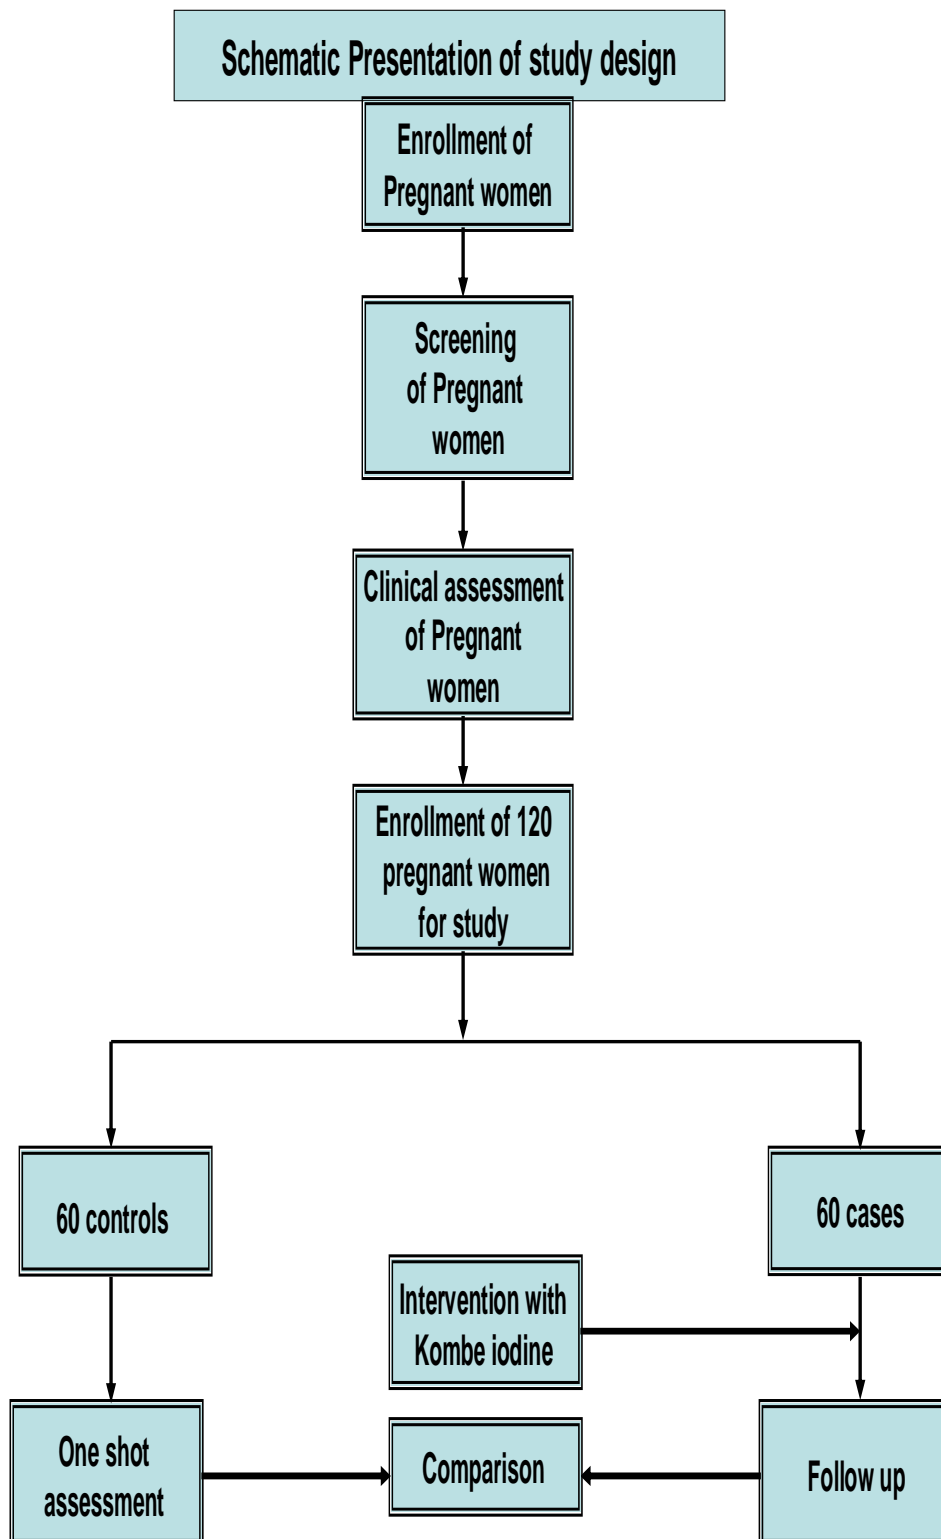 Schematic Presentation of study design
Enrollment of
Pregnant women
Screening
of Pregnant
women
Clinical assessment
of Pregnant
women
Enrollment of 120
pregnant women
for study
60 controls
60 cases
Intervention with
Kombe iodine
One shot
assessment
Comparison
Follow up